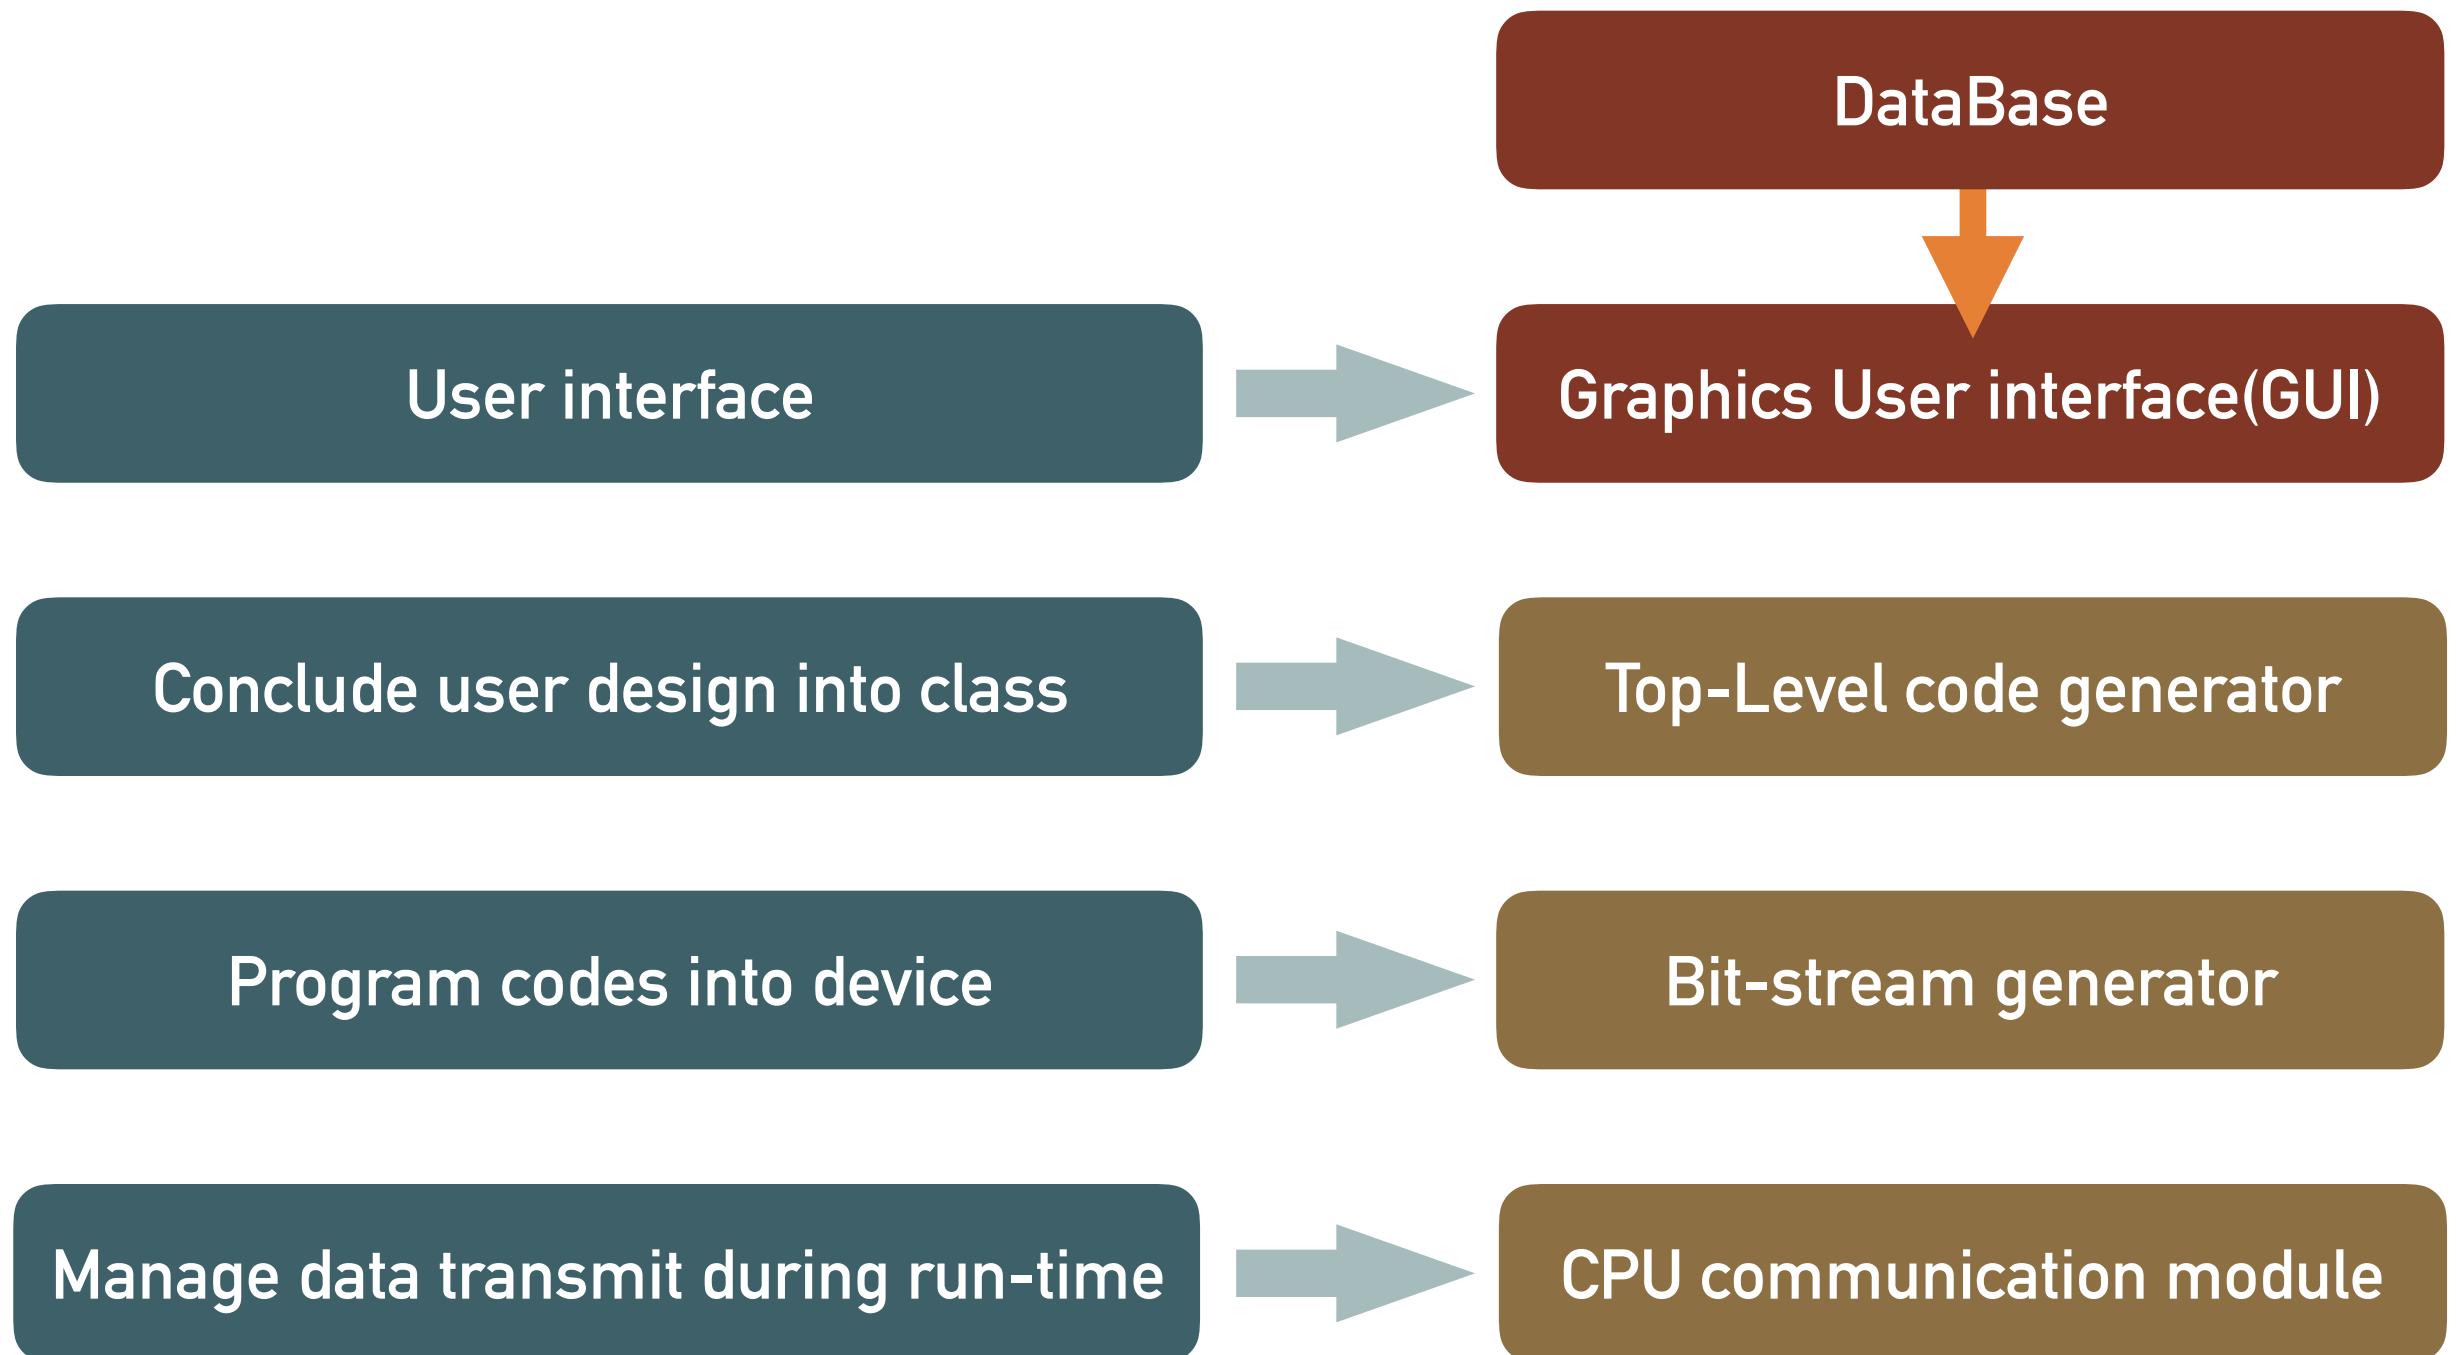 DataBase
User interface
Graphics User interface(GUI)
Conclude user design into class
Top-Level code generator
Program codes into device
Bit-stream generator
Manage data transmit during run-time
CPU communication module